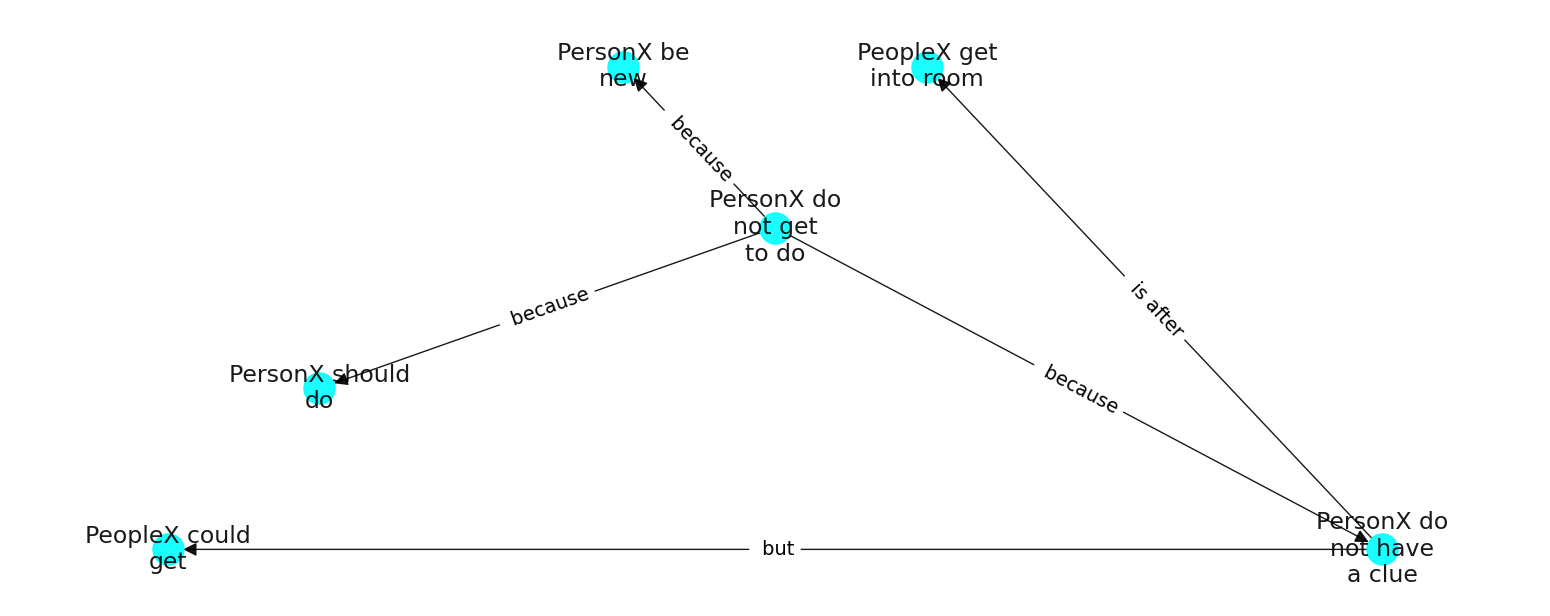 PersonX be
new
PeopleX get
into room
because
PersonX do
not get
to do
is after
because
because
PersonX should
do
PersonX do
not have
a clue
PeopleX could
get
but